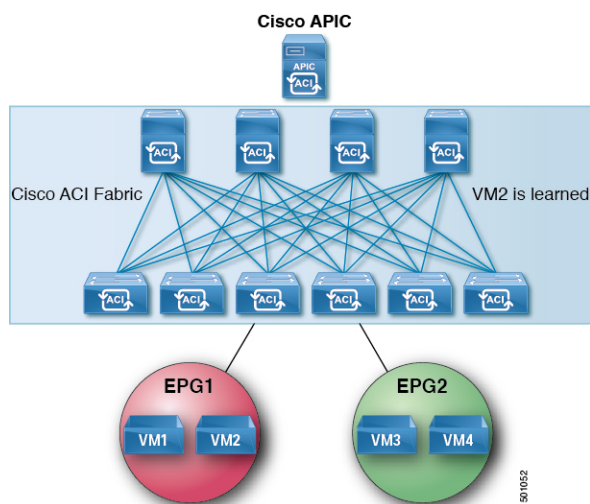 Cisco APIC
APIC
ACI
ACI ACI ACI ACI
Cisco ACI Fabric
VM2 is learned
ACI ACI ACI ACI ACI ACI
EPG1
EPG2
VM1 VM2
VM3 VM4
501052